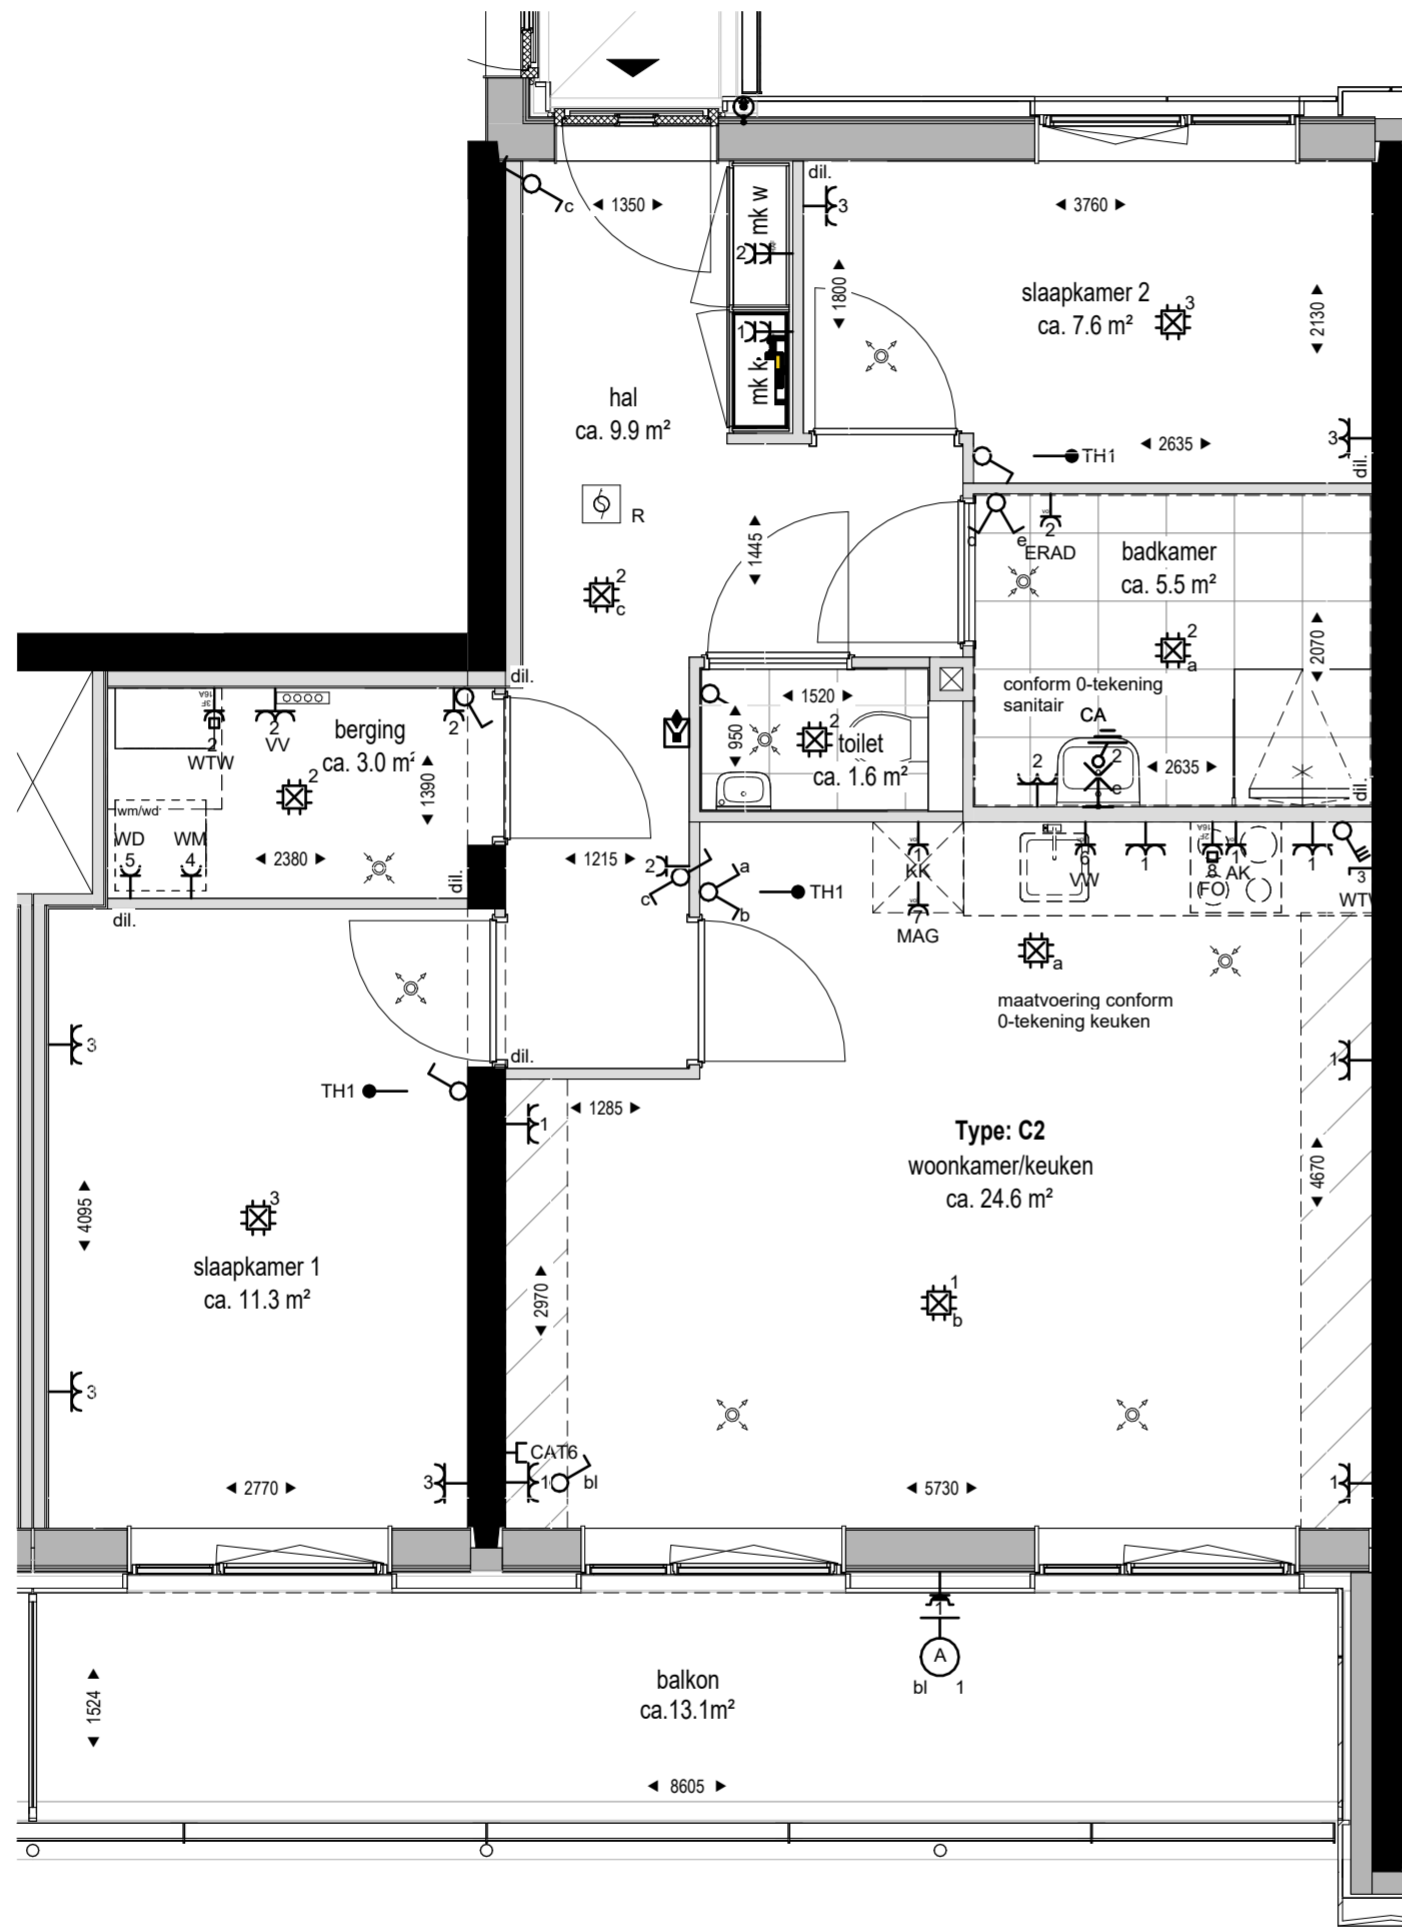 c
1350
mk w
2
dil.
3
3760
1800
slaapkamer 2
ca. 7.6 m²
3
2130
1
mk k
hal
ca. 9.9 m²
2635
3
dil.
TH1
R
1445
d
e
2
ERAD
badkamer
ca. 5.5 m²
2
c
2
a
2070
dil.
conform 0-tekening
sanitair
CA
1520
950
2
toilet
ca. 1.6 m²
2
2
e
2635
dil.
3F
16A
2
WTW
2
VV
berging
ca. 3.0 m²
2
2
1390
wm/wd
WD
5
WM
4
2380
dil.
dil.
1215
2
c
a
b
TH1
1
KK
7
MAG
6
VW
1
2F
16A
8
FO
1
AK
1
3
WTW
a
maatvoering conform
0-tekening keuken
3
dil.
TH1
1
1285
1
Type: C2
woonkamer/keuken
ca. 24.6 m²
4670
4095
3
slaapkamer 1
ca. 11.3 m²
2970
1
b
3
CAT6
2770
3
1
bl
5730
1
1
A
bl
1
balkon
ca.13.1m²
1524
8605